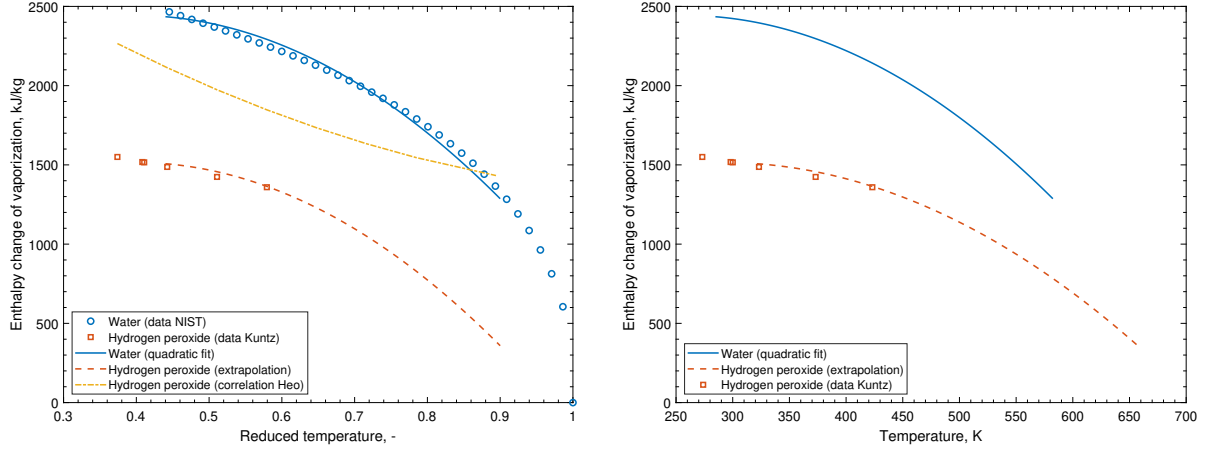 2500
2000
1500
1000
500
0
Enthalpy change of vaporization, kJ/kg
Water (data NIST)
Hydrogen peroxide (data Kuntz)
Water (quadratic fit)
Hydrogen peroxide (extrapolation)
Hydrogen peroxide (correlation Heo)
0.3 0.4 0.5 0.6 0.7 0.8 0.9 1
Reduced temperature, -
2500
2000
1500
1000
500
0
Enthalpy change of vaporization, kJ/kg
Water (quadratic fit)
Hydrogen peroxide (extrapolation)
Hydrogen peroxide (data Kuntz)
250 300 350 400 450 500 550 600 650 700
Temperature, K